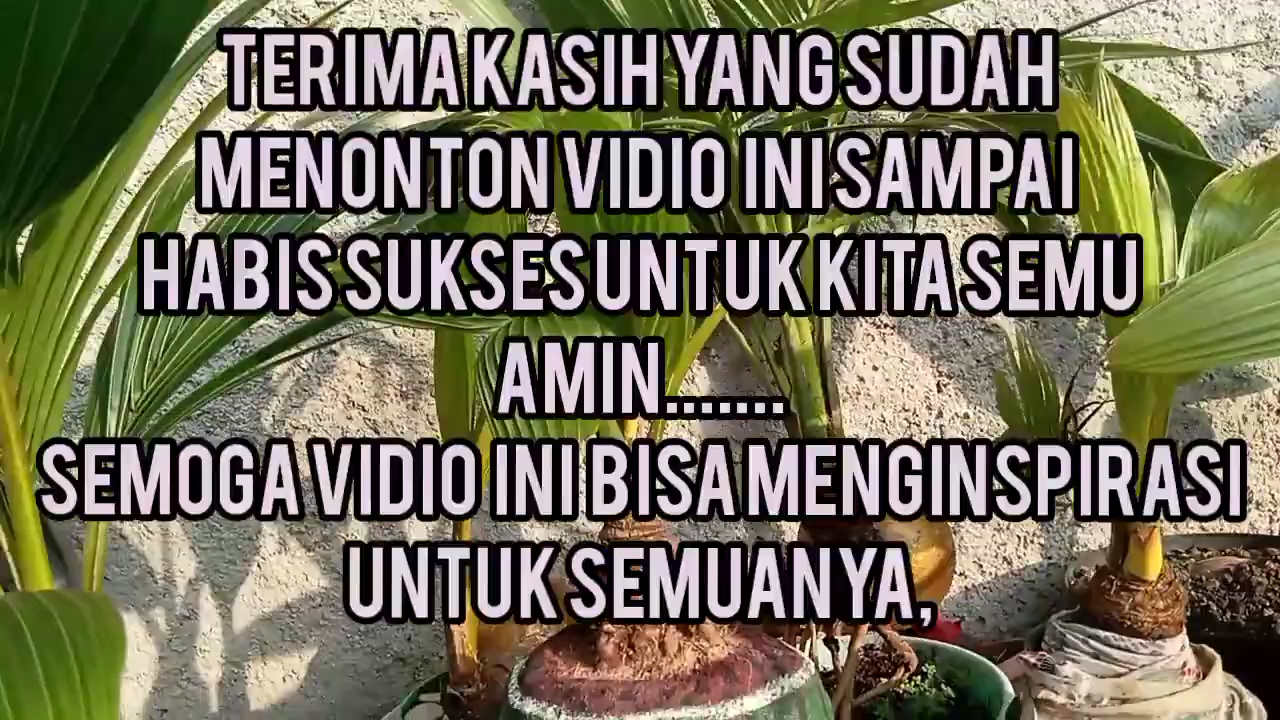 TERIMA KASIH YANG SUDAH
MENONTON VIDIO INI SAMPAI
HABIS SUKSES UNTUK KITA SEMU
AMIN.......
SEMOGA VIDIO INI BISA MENGINSPIRASI
UNTUK SEMUANYA,